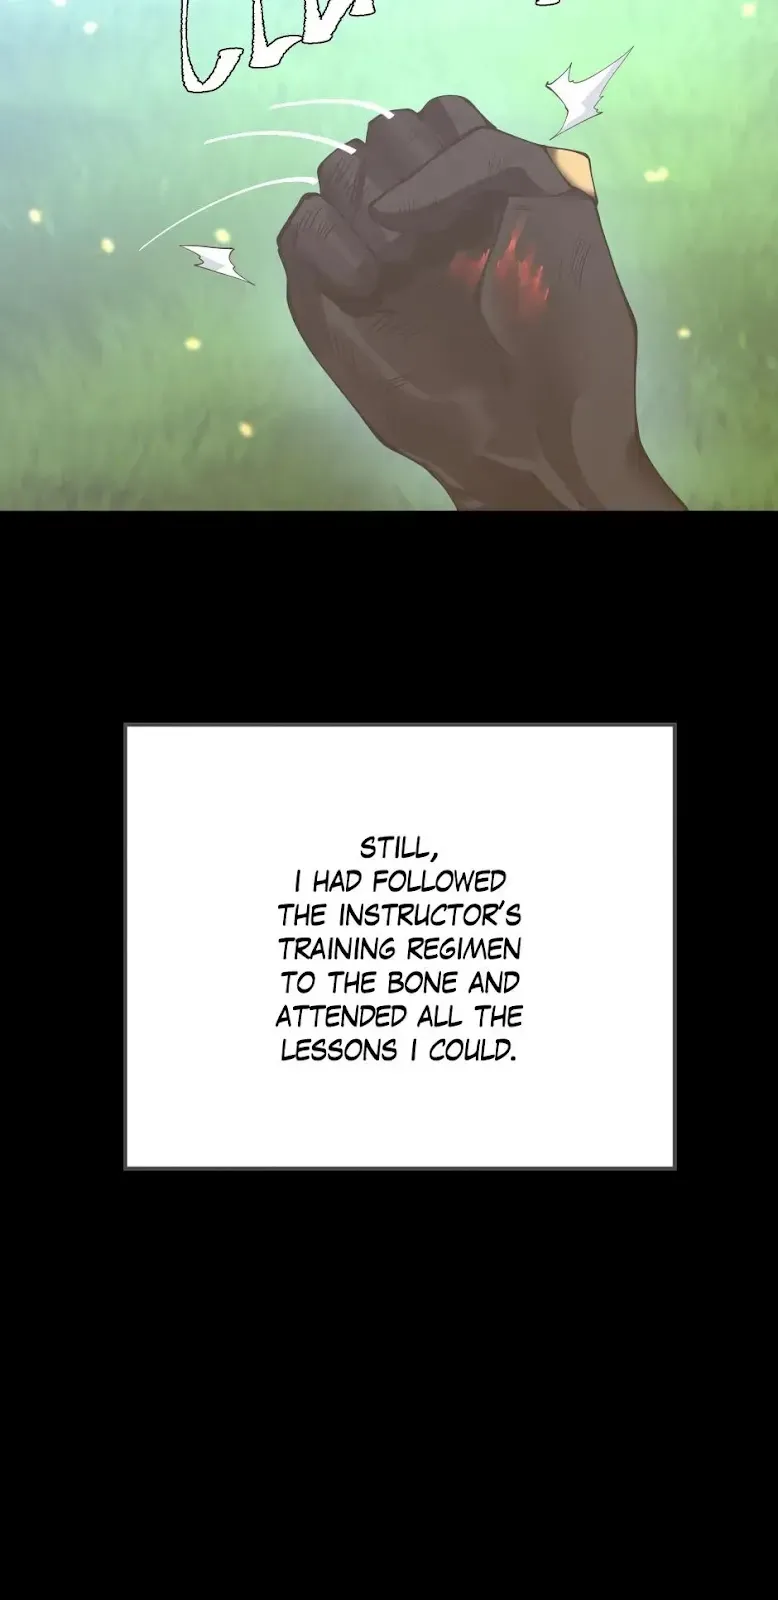 STILL,
I HAD FOLLOWED
THE INSTRUCTOR'S
TRAINING REGIMEN
TO THE BONE AND
ATTENDED ALL THE
LESSONS I COULD.